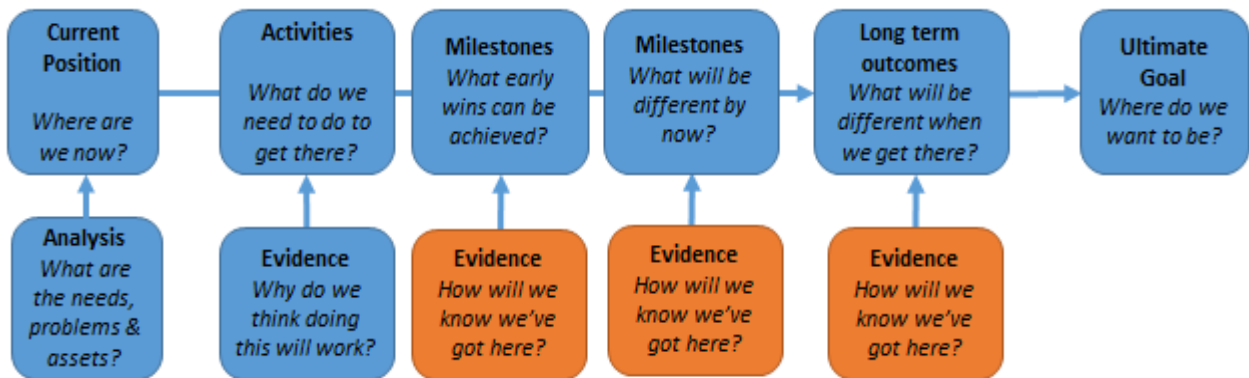 Current
Position
Where are
we now?
Activities
What do we
need to do to
get there?
Milestones
What early
wins can be
achieved?
Milestones
What will be
different by
now?
Long term
outcomes
What will be
different when
we get there?
Ultimate
Goal
Where do we
want to be?
Analysis
What are
the needs,
problems &
assets?
Evidence
Why do we
think doing
this will work?
Evidence
How will we
know we've
got here?
Evidence
How will we
know we've
got here?
Evidence
How will we
know we've
got here?